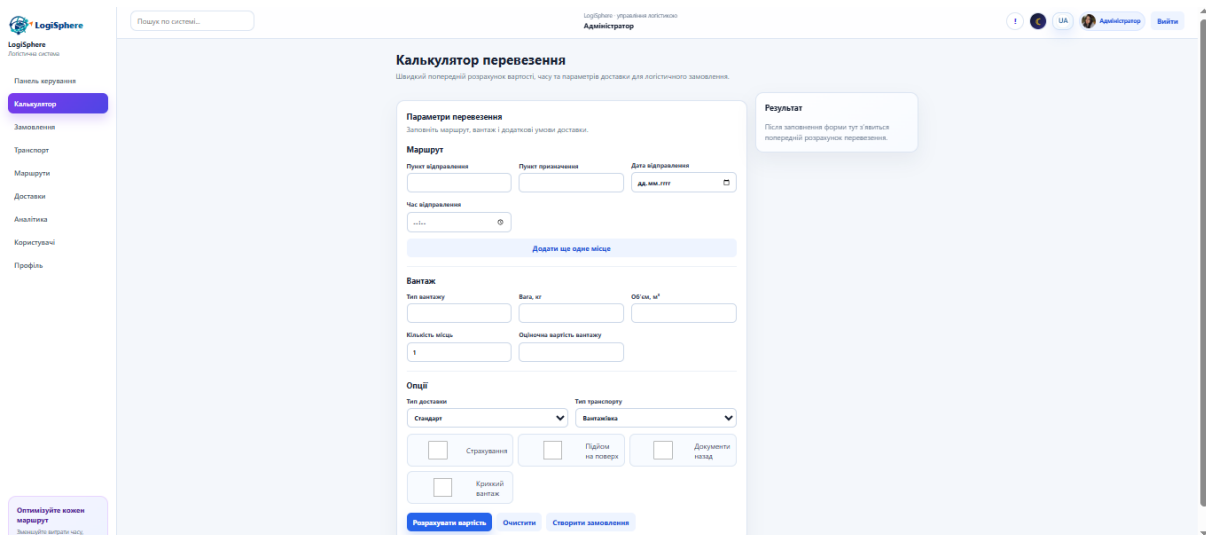 LogiSphere
LogiSphere
Логістична система
Панель керування
Калькулятор
Замовлення
Транспорт
Маршрути
Доставки
Аналітика
Користувачі
Профіль
Оптимізуйте кожен
маршрут
Зменшуйте витрати часу,
Пошук по системі...
LogiSphere · управління логістикою
Адміністратор
!
UA
Адміністратор
Вийти
Калькулятор перевезення
Швидкий попередній розрахунок вартості, часу та параметрів доставки для логістичного замовлення.
Параметри перевезення
Заповніть маршрут, вантаж і додаткові умови доставки.
Маршрут
Пункт відправлення Пункт призначення Дата відправлення
дд.мм.гггг
Час відправлення
--:--
Додати ще одне місце
Вантаж
Тип вантажу Вага, кг Об'єм, м³
Кількість місць Оціночна вартість вантажу
1
Опції
Тип доставки Тип транспорту
Стандарт Вантажівка
Страхування
Підйом
на поверх
Документи
назад
Крихкий
вантаж
Розрахувати вартість Очистити Створити замовлення
Результат
Після заповнення форми тут з'явиться
попередній розрахунок перевезення.